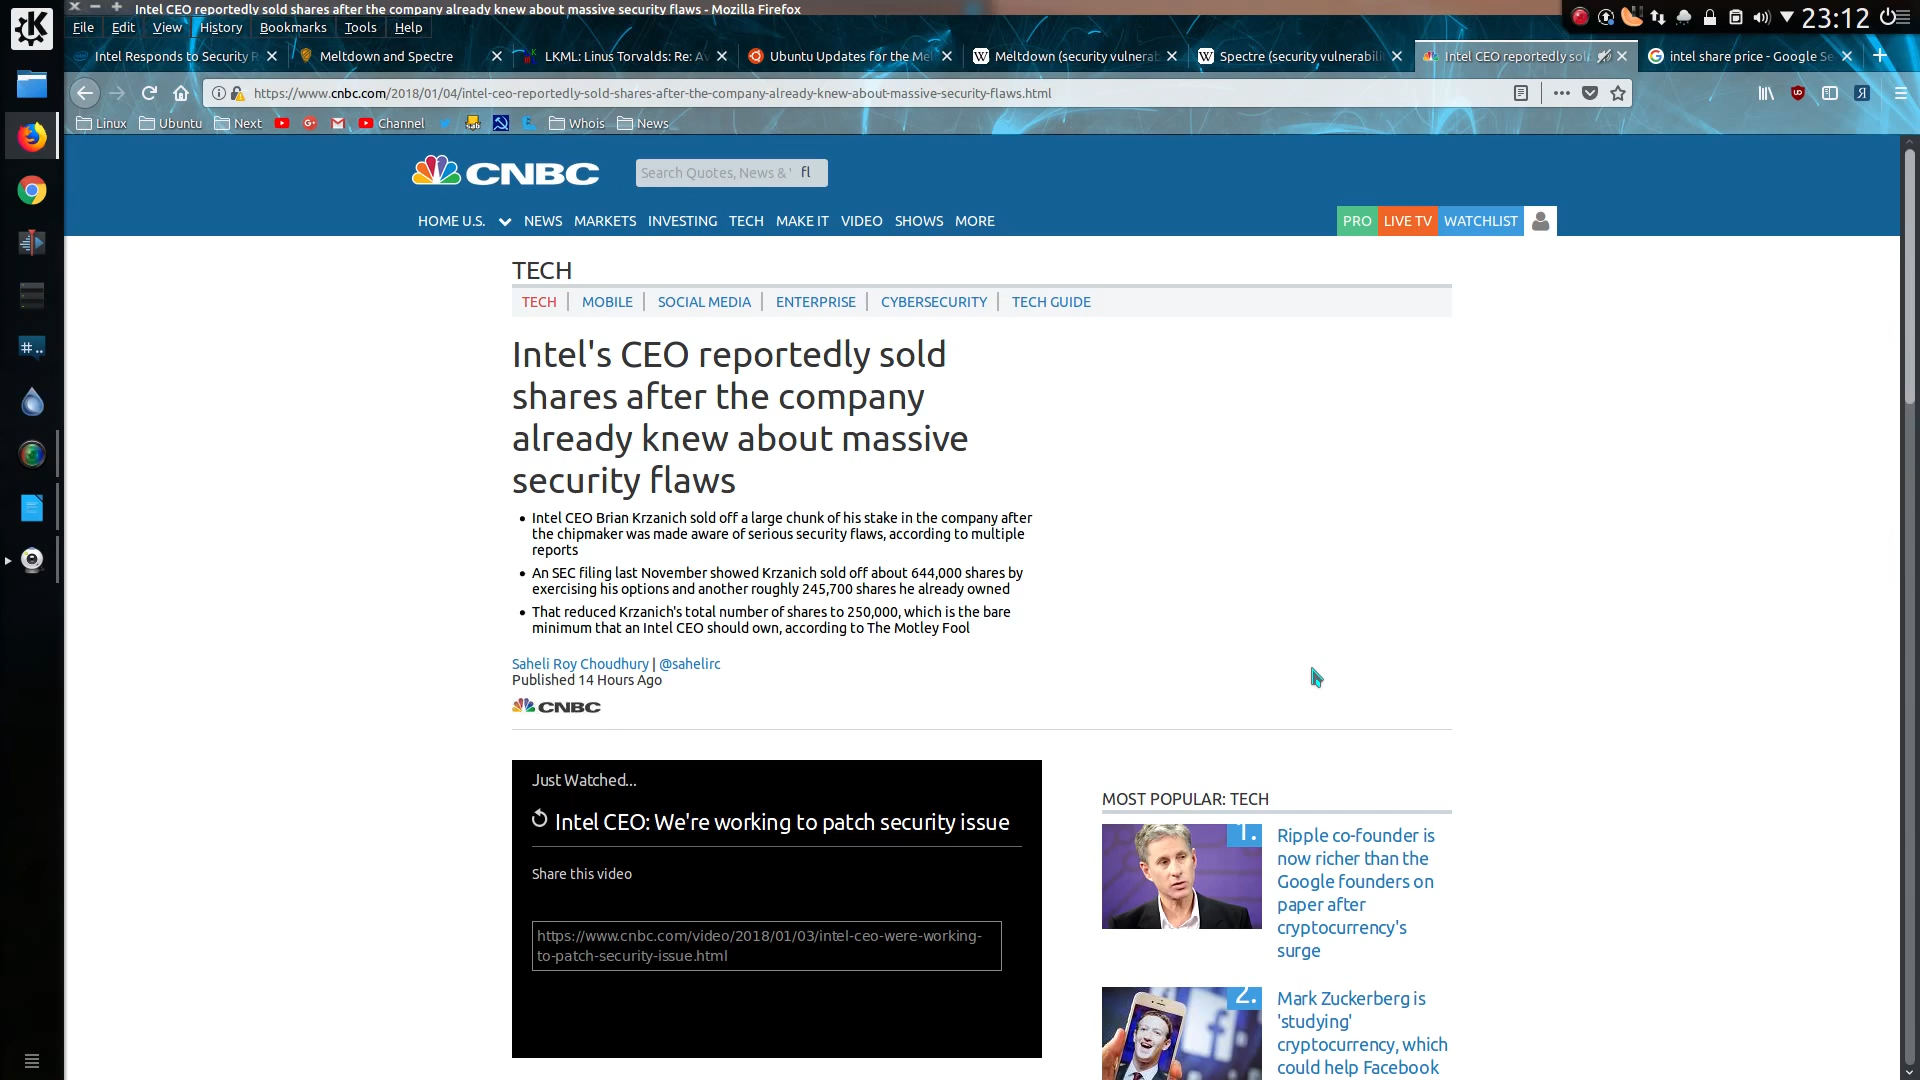 Intel CEO reportedly sold shares after the company already knew about massive security flaws - Mozilla Firefox
23:12
File Edit View History Bookmarks Tools Help
Intel Responds to Security R
Meltdown and Spectre
LKML: Linus Torvalds: Re: Av
Ubuntu Updates for the Mel
Meltdown (security vulnerab
Spectre (security vulnerabili
Intel CEO reportedly sol
intel share price - Google Se
https://www.cnbc.com/2018/01/04/intel-ceo-reportedly-sold-shares-after-the-company-already-knew-about-massive-security-flaws.html
Linux Ubuntu Next Channel Whois News
CNBC
Search Quotes, News & fl
HOME U.S. NEWS MARKETS INVESTING TECH MAKE IT VIDEO SHOWS MORE
PRO LIVE TV WATCHLIST
TECH
TECH | MOBILE | SOCIAL MEDIA | ENTERPRISE | CYBERSECURITY | TECH GUIDE
Intel's CEO reportedly sold
shares after the company
already knew about massive
security flaws
• Intel CEO Brian Krzanich sold off a large chunk of his stake in the company after
the chipmaker was made aware of serious security flaws, according to multiple
reports
• An SEC filing last November showed Krzanich sold off about 644,000 shares by
exercising his options and another roughly 245,700 shares he already owned
• That reduced Krzanich's total number of shares to 250,000, which is the bare
minimum that an Intel CEO should own, according to The Motley Fool
Saheli Roy Choudhury | @sahelirc
Published 14 Hours Ago
CNBC
Just Watched...
Intel CEO: We're working to patch security issue
Share this video
https://www.cnbc.com/video/2018/01/03/intel-ceo-were-working-
to-patch-security-issue.html
MOST POPULAR: TECH
1.
Ripple co-founder is
now richer than the
Google founders on
paper after
cryptocurrency's
surge
2.
Mark Zuckerberg is
'studying'
cryptocurrency, which
could help Facebook